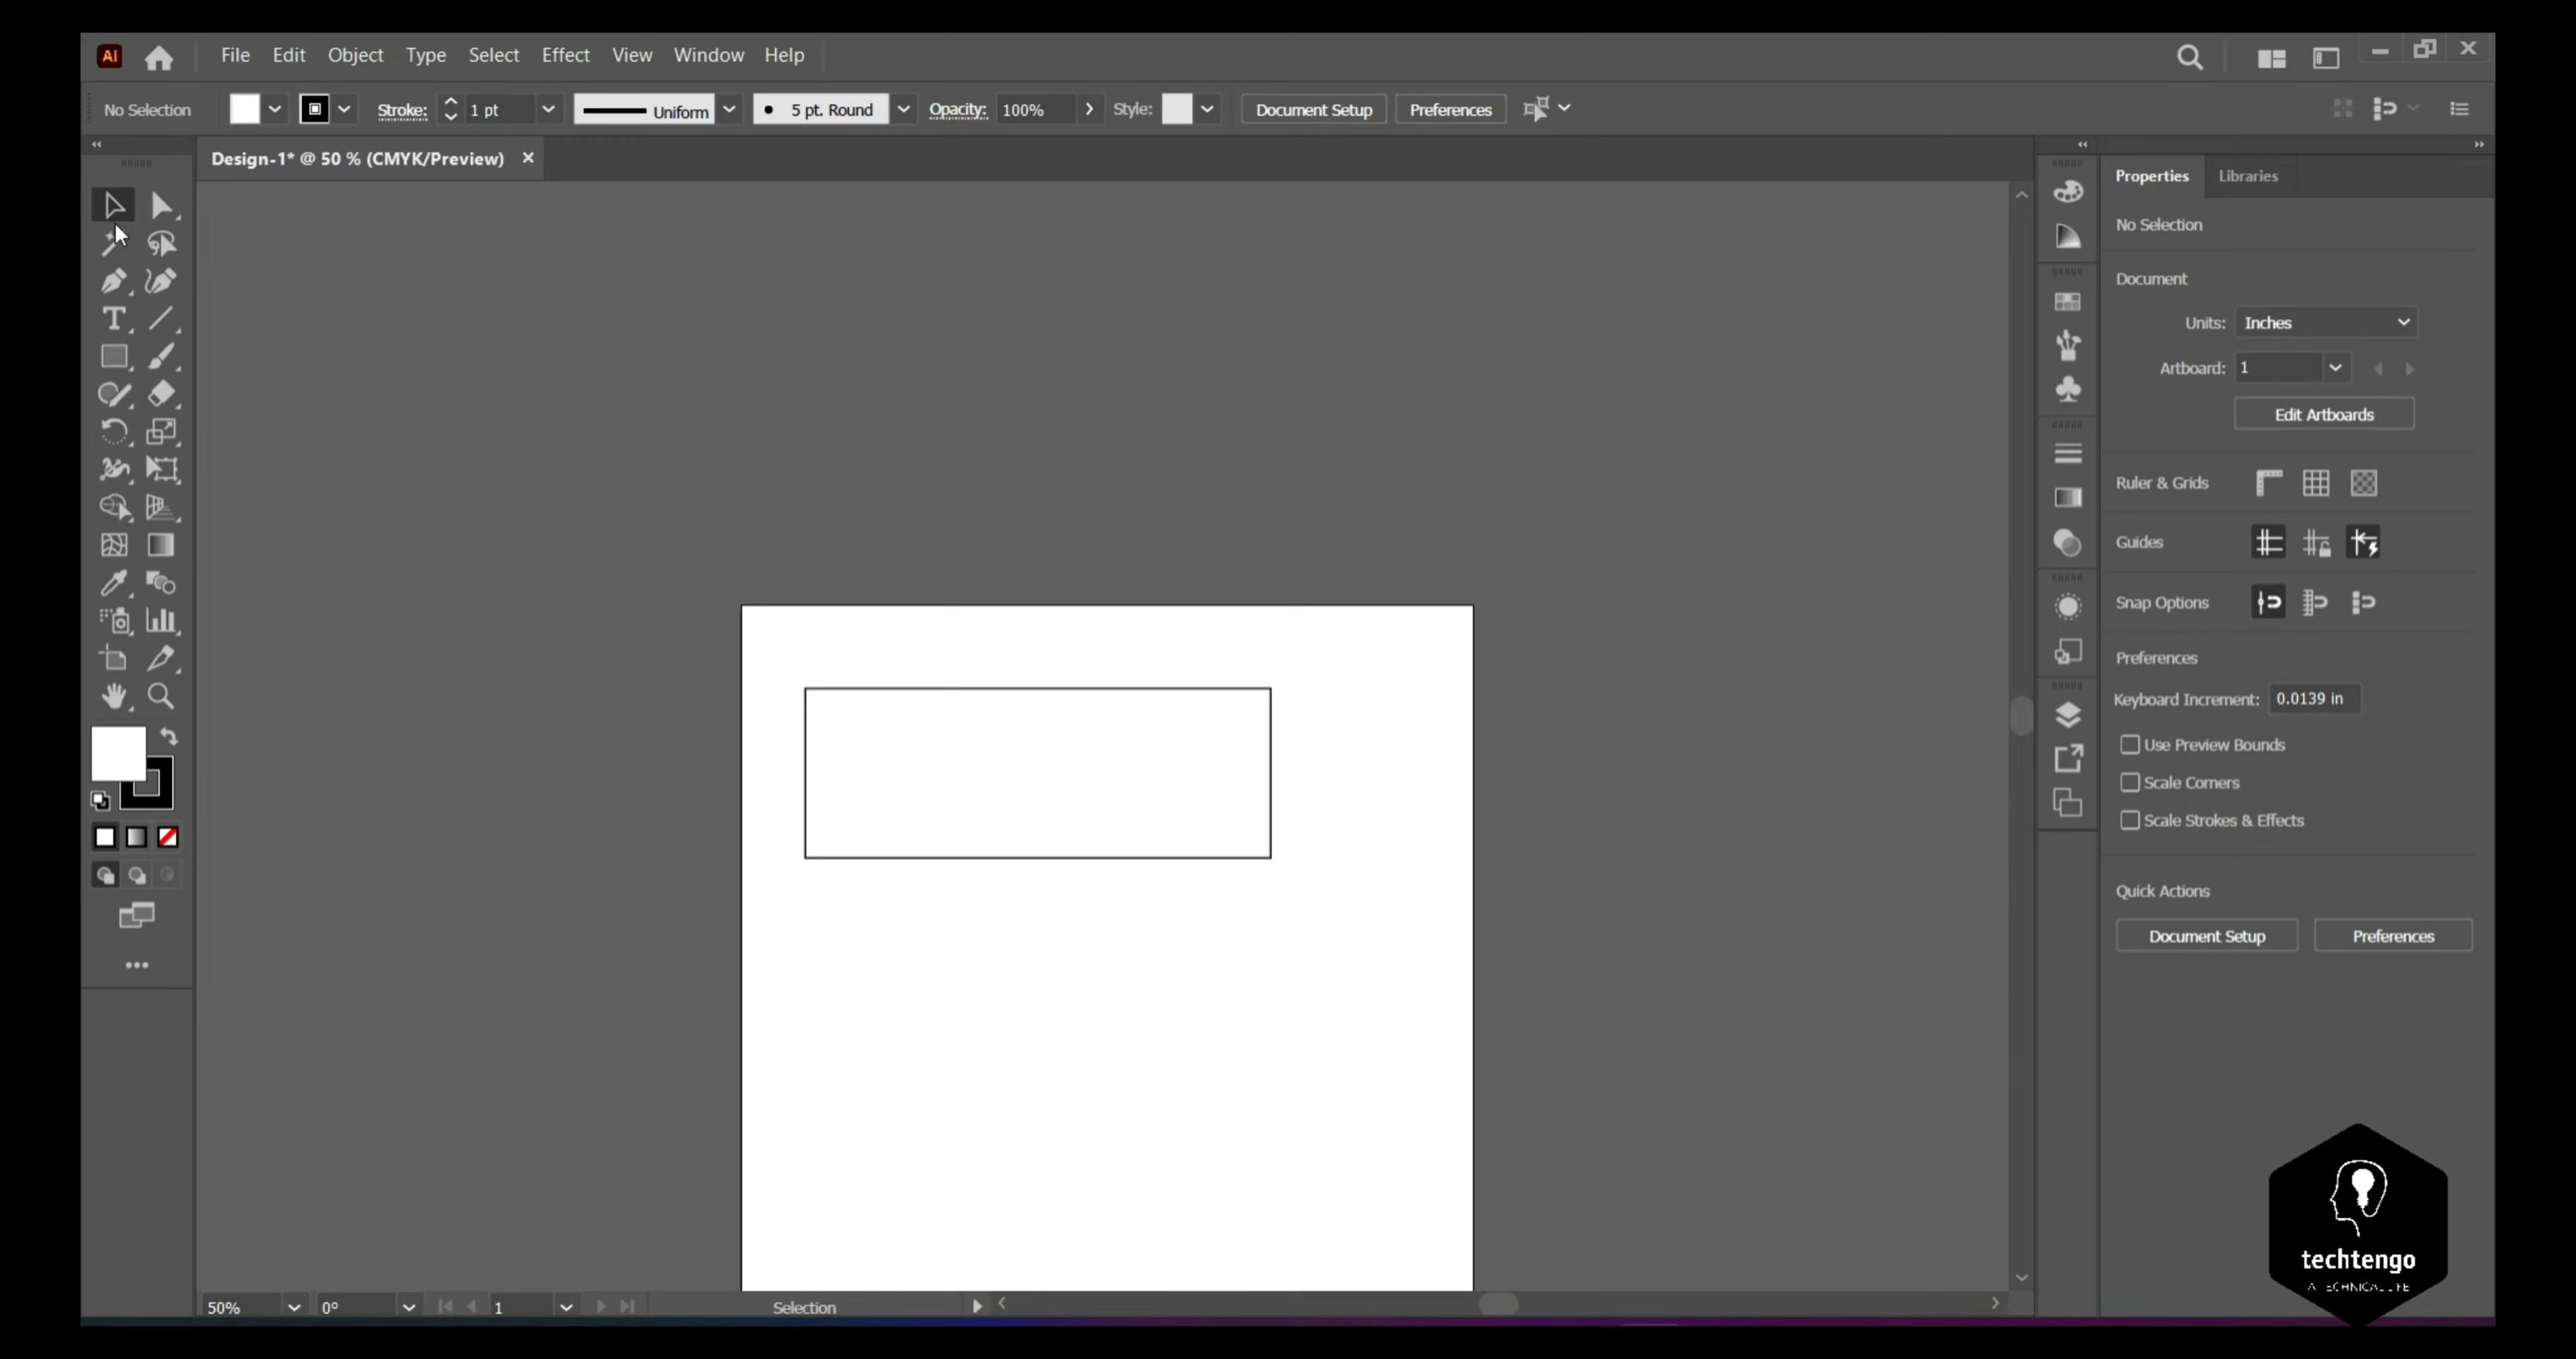 Ai File Edit Object Type Select Effect View Window Help
No Selection Stroke: 1 pt Uniform 5 pt. Round Opacity: 100% Style: Document Setup Preferences
Design-1* @ 50 % (CMYK/Preview)
Properties Libraries
No Selection
Document
Units: Inches
Artboard: 1
Edit Artboards
Ruler & Grids
Guides
Snap Options
Preferences
Keyboard Increment: 0.0139 in
Use Preview Bounds
Scale Corners
Scale Strokes & Effects
Quick Actions
Document Setup Preferences
techtengo
50% 0° 1 Selection